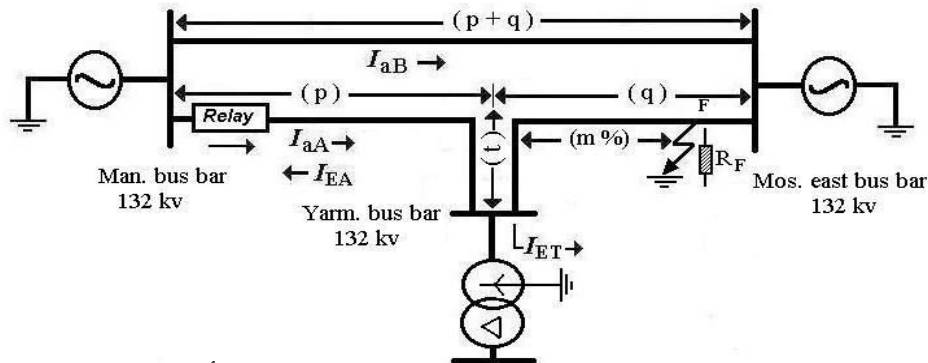 ( p + q )
I_aB →
( p )
( q )
Relay
F
I_aA →
(m %)
( t )
← I_EA
R_F
Man. bus bar
132 kv
Mos. east bus bar
132 kv
Yarm. bus bar
132 kv
I_ET →